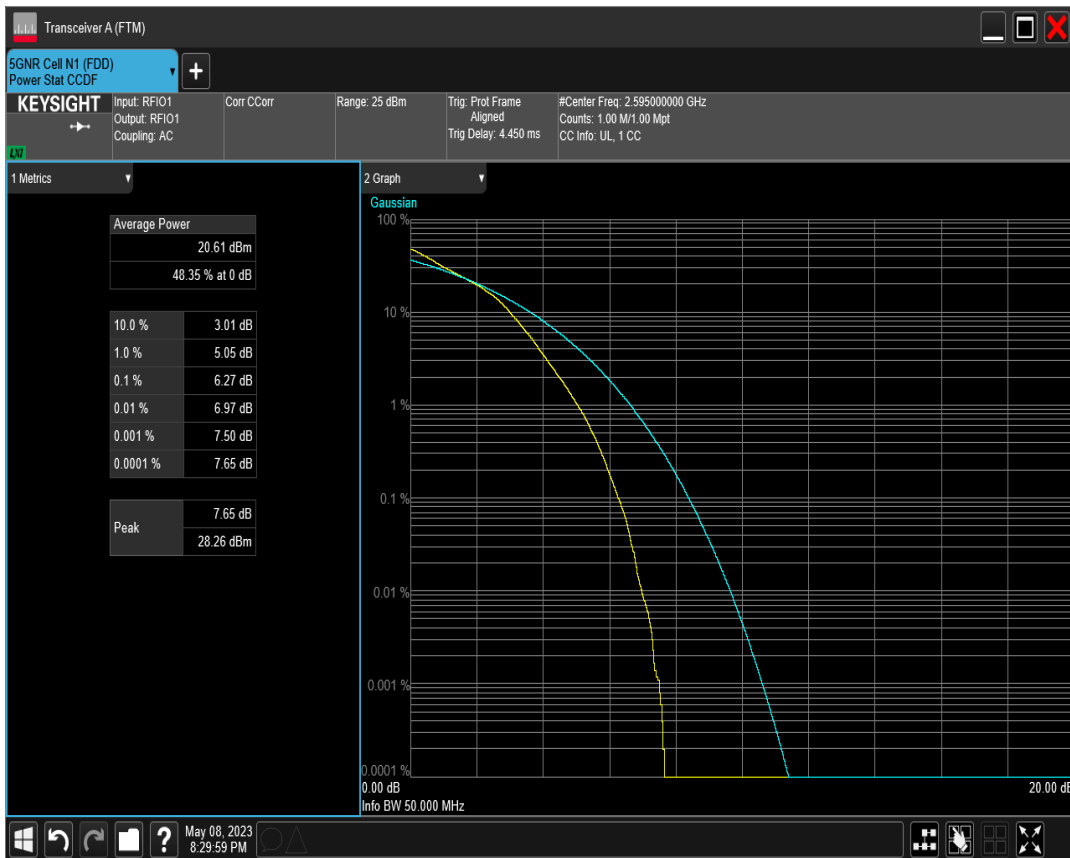 Transceiver A (FTM)
5GNR Cell N1 (FDD)
Power Stat CCDF
+
KEYSIGHT
LXI
Input: RFIO1
Output: RFIO1
Coupling: AC
Corr CCorr
Range: 25 dBm
Trig: Prot Frame
Aligned
Trig Delay: 4.450 ms
#Center Freq: 2.595000000 GHz
Counts: 1.00 M/1.00 Mpt
CC Info: UL, 1 CC
1 Metrics
Average Power
20.61 dBm
48.35 % at 0 dB
10.0 % 3.01 dB
1.0 % 5.05 dB
0.1 % 6.27 dB
0.01 % 6.97 dB
0.001 % 7.50 dB
0.0001 % 7.65 dB
Peak
7.65 dB
28.26 dBm
2 Graph
Gaussian
100 %
10 %
1 %
0.1 %
0.01 %
0.001 %
0.0001 %
0.00 dB 20.00 dB
Info BW 50.000 MHz
?
May 08, 2023
8:29:59 PM